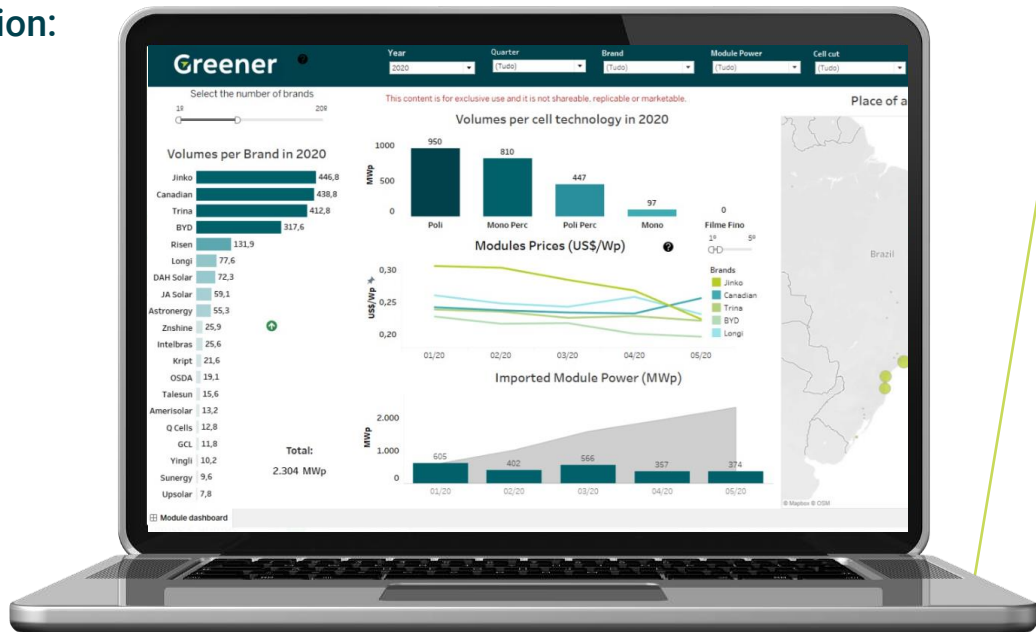 ion:
Greener
?
Year
2020
Quarter
(Tudo)
Brand
(Tudo)
Module Power
(Tudo)
Cell cut
(Tudo)
Select the number of brands
18
209
This content for exclusive use and it is not shareable, replicable or marketable.
Place of a
Volumes per Brand in 2020
Jinko 446,8
Canadian 438,8
Trina 412,8
BYD 317,6
Risen 131,9
Longi 77,6
DAH Solar 72,3
JA Solar 59,1
Astronergy 55,3
Znshine 25,9
Intelbras 25,6
Kript 21,6
OSDA 19,1
Talesun 15,6
Amerisolar 13,2
Q Cells 12,8
GCL 11,8
Yingli 10,2
Sunergy 9,6
Upsolar 7,8
Total:
2.304 MWp
Volumes per cell technology in 2020
MWp
1000
500
0
950
810
447
97
0
Poli
Mono Perc
Poli Perc
Mono
Filme Fino
Modules Prices (US$/Wp)
?
US$/Wp
0,30
0,25
0,20
01/20
02/20
03/20
04/20
05/20
Brands
Jinko
Canadian
Trina
BYD
Longi
Imported Module Power (MWp)
MWp
2.000
1.000
0
605
402
566
357
374
01/20
02/20
03/20
04/20
05/20
Brazil
© Mapbox © OSM
Module dashboard